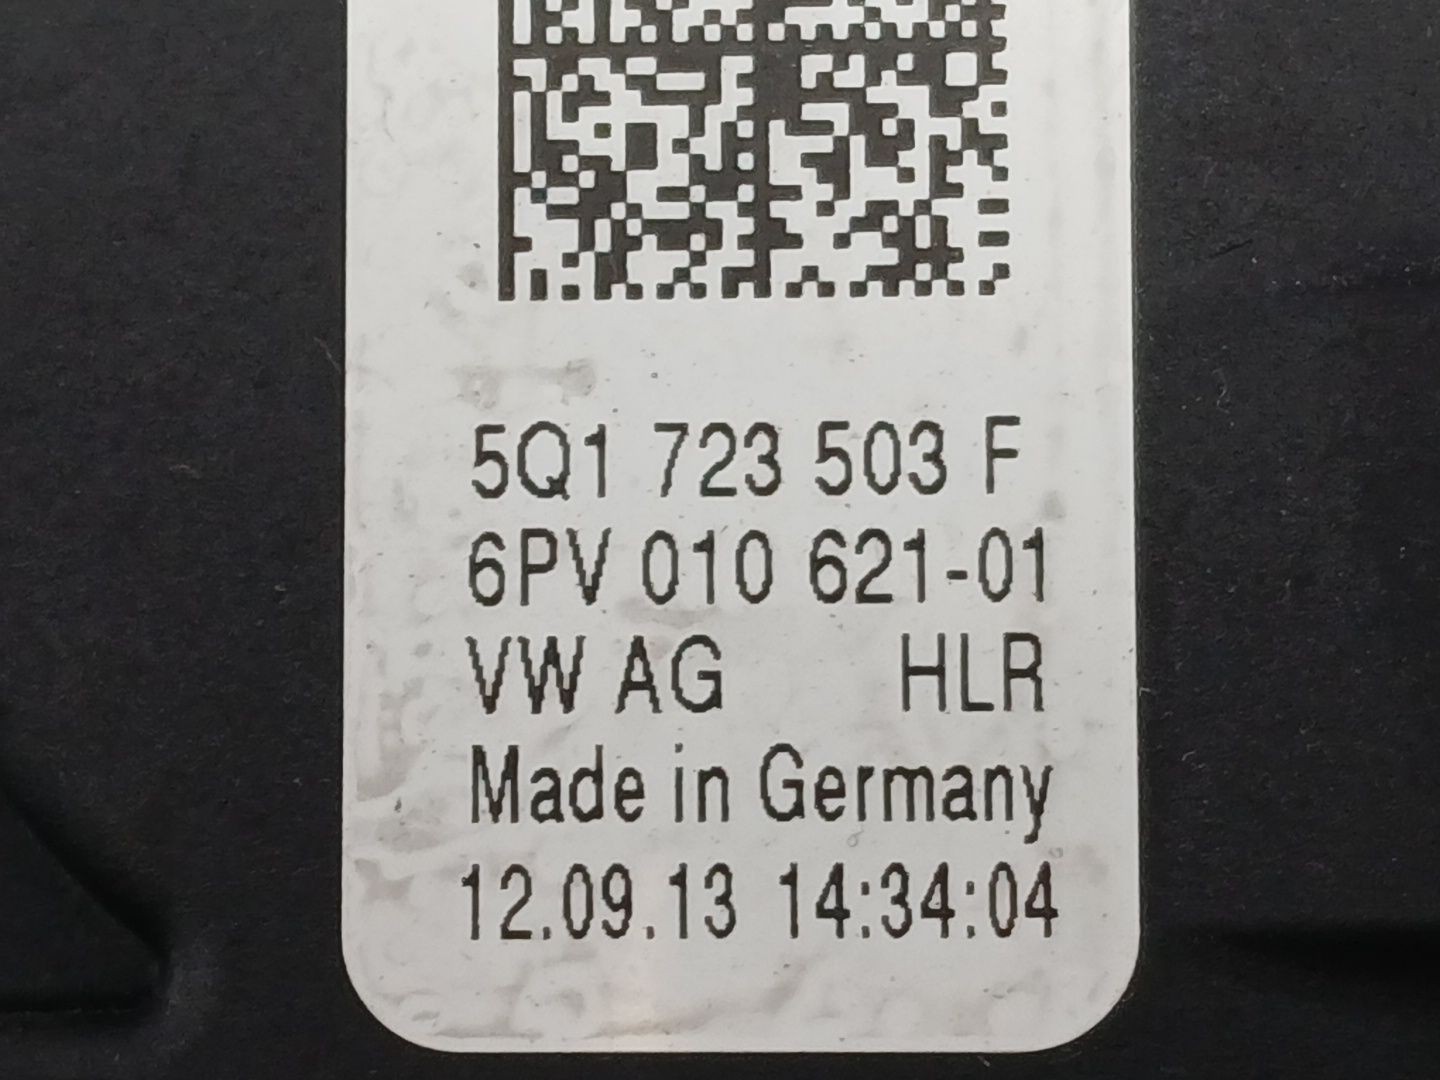 5Q1 723 503 F
6PV 010 621-01
VW AG HLR
Made in Germany
12.09.13 14:34:04